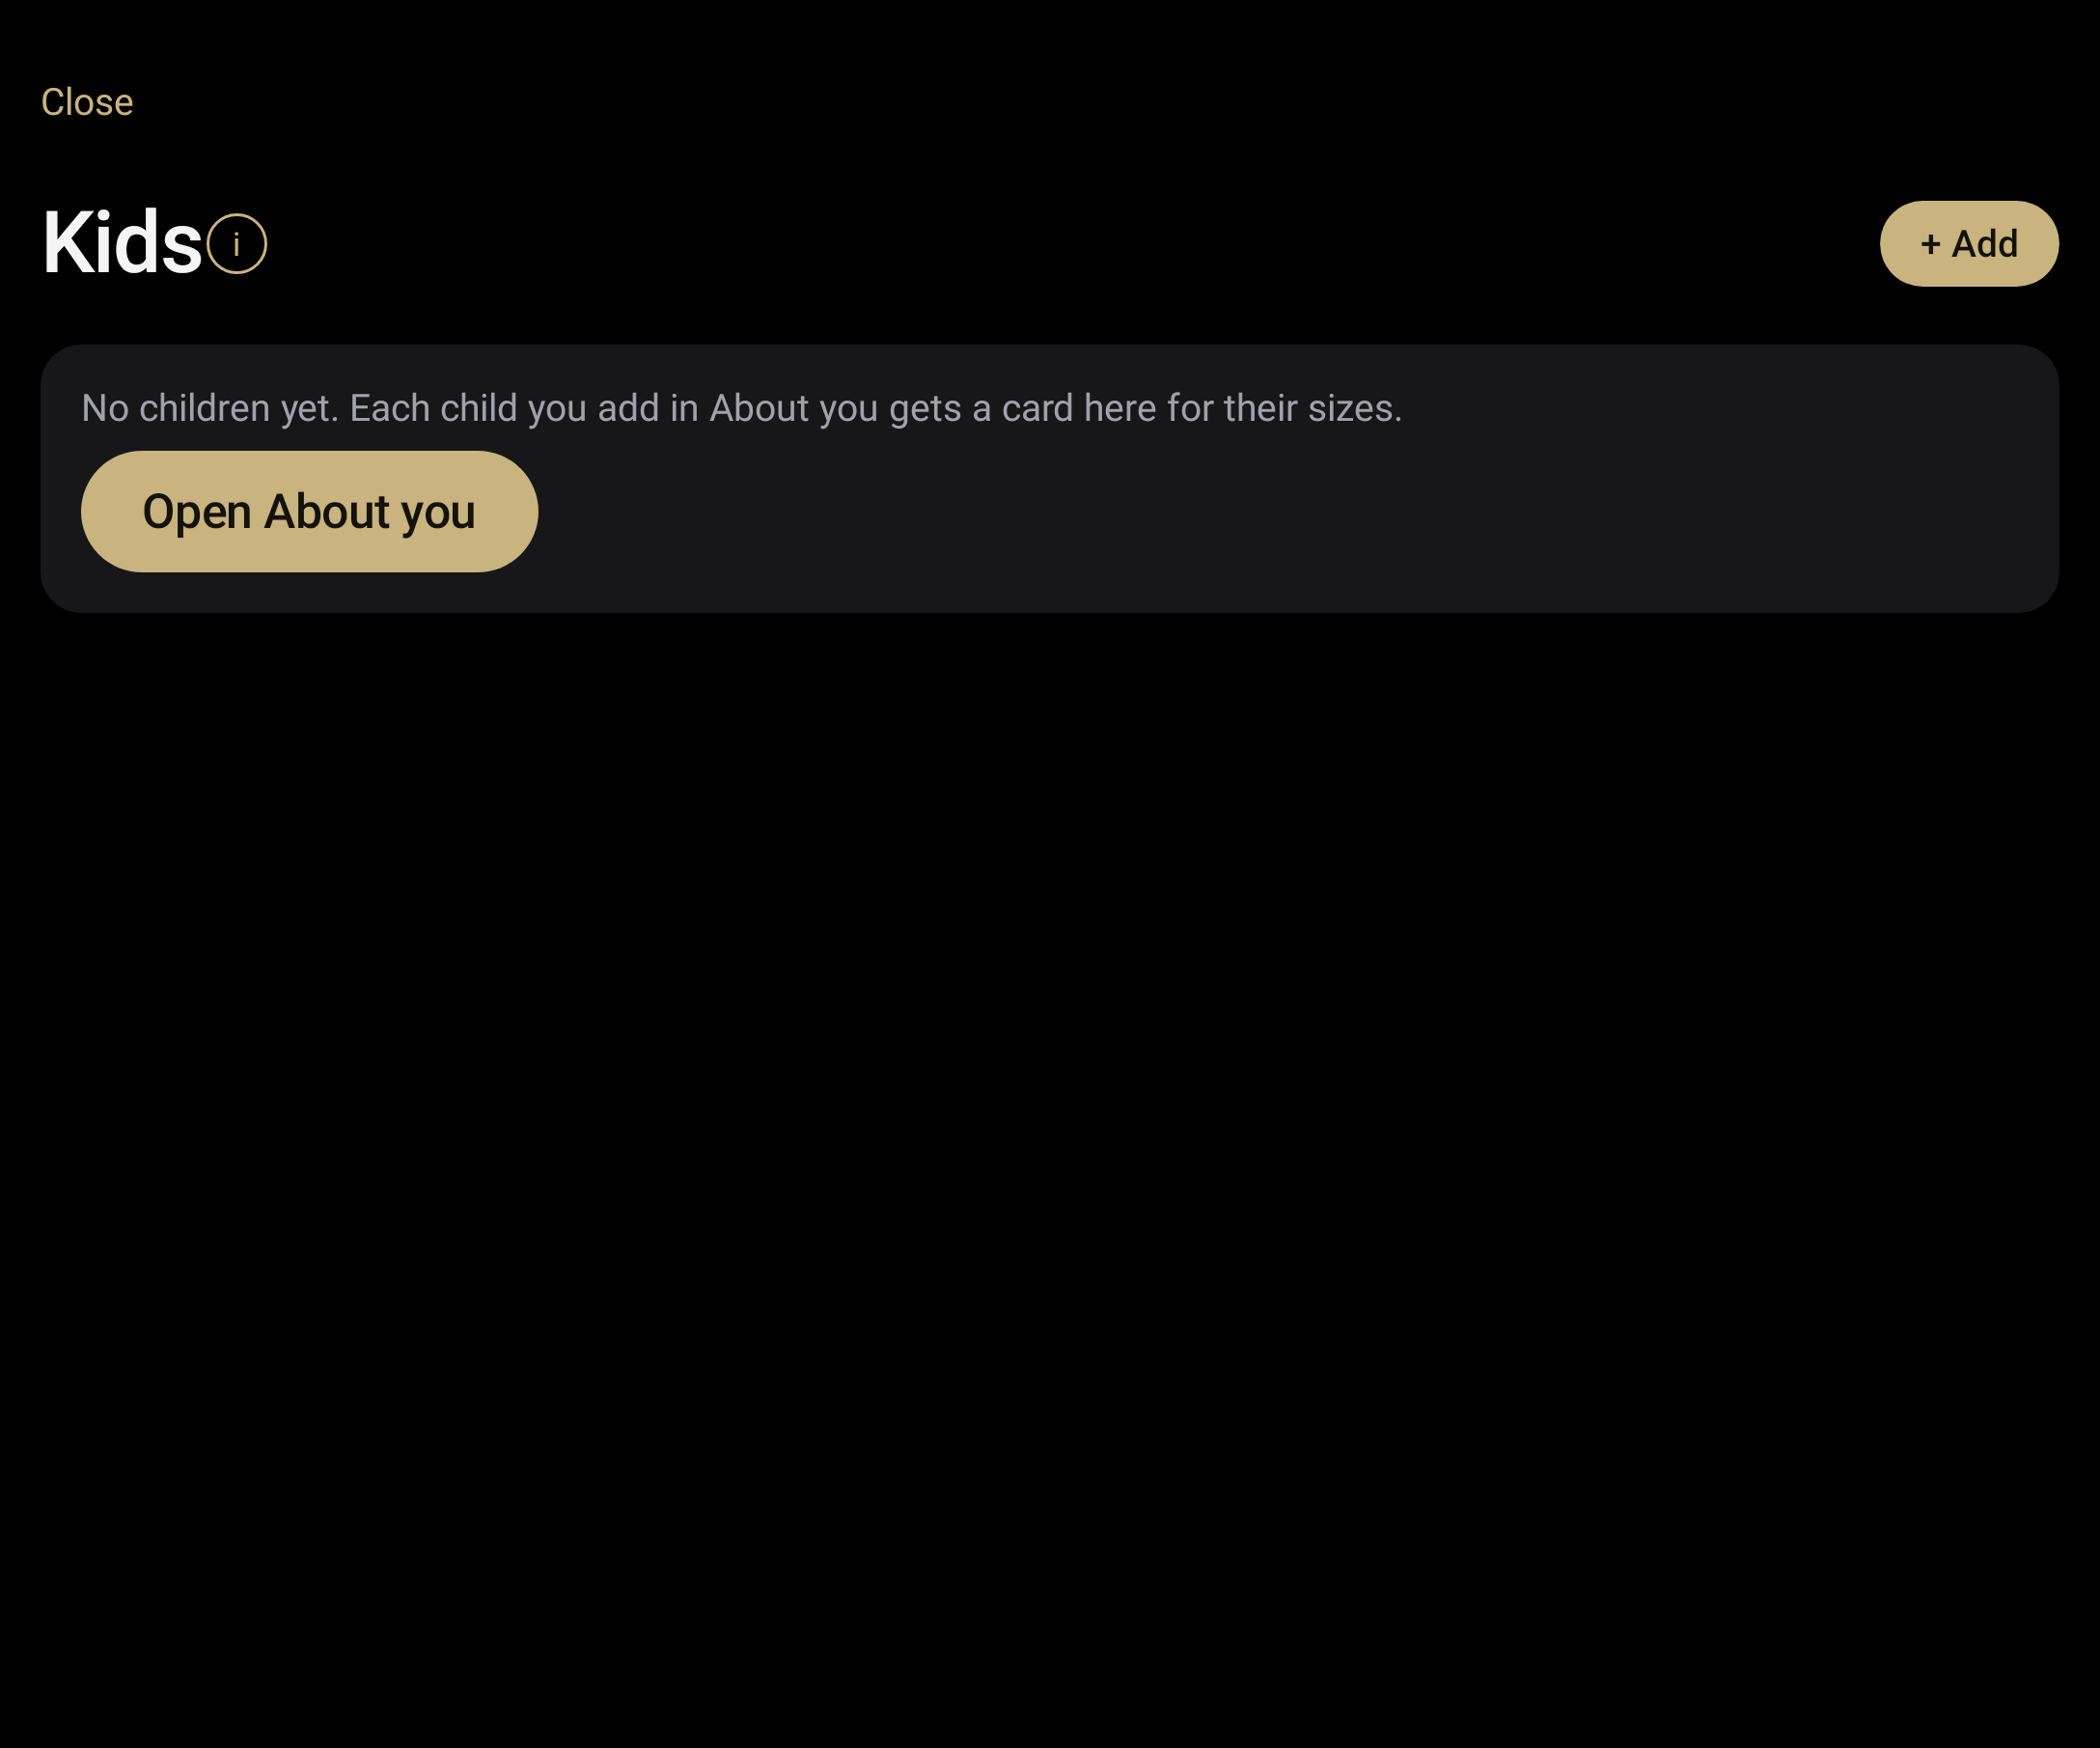 Close
Kids
i
+ Add
No children yet. Each child you add in About you gets a card here for their sizes.
Open About you